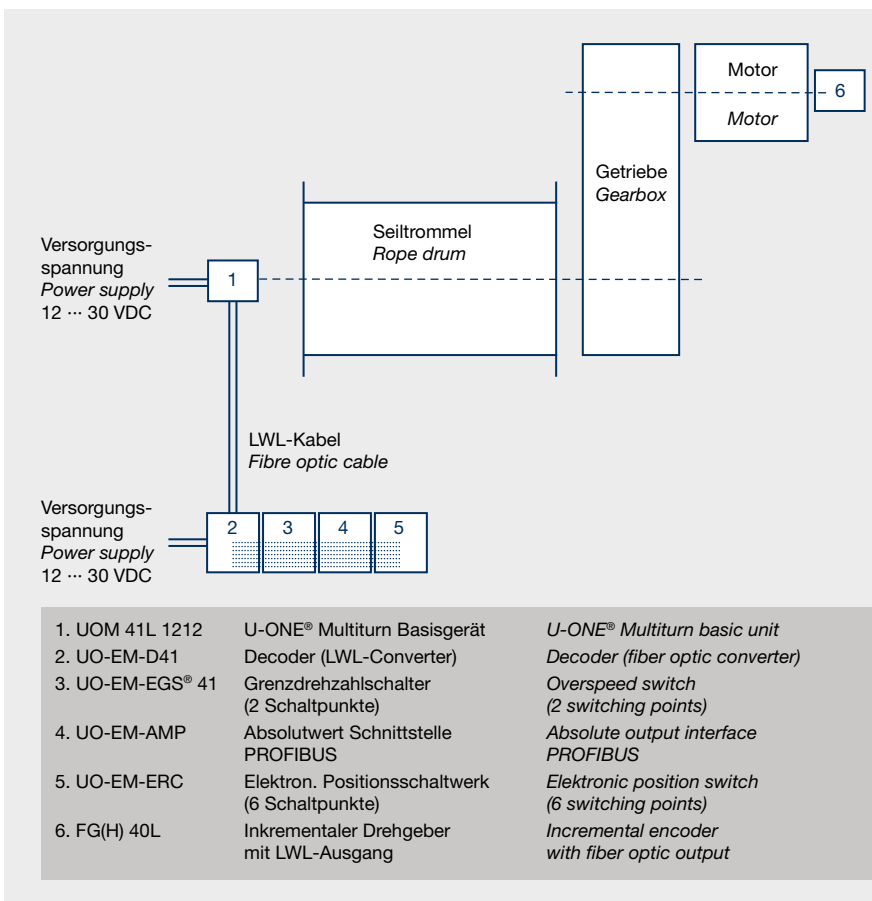 Motor
Motor
6
Getriebe
Gearbox
Seiltrommel
Rope drum
Versorgungs-
spannung
Power supply
12 ··· 30 VDC
1
LWL-Kabel
Fibre optic cable
Versorgungs-
spannung
Power supply
12 ··· 30 VDC
2 3 4 5
1. UOM 41L 1212 U-ONE® Multiturn Basisgerät U-ONE® Multiturn basic unit
2. UO-EM-D41 Decoder (LWL-Converter) Decoder (fiber optic converter)
3. UO-EM-EGS® 41 Grenzdrehzahlschalter Overspeed switch
(2 Schaltpunkte) (2 switching points)
4. UO-EM-AMP Absolutwert Schnittstelle Absolute output interface
PROFIBUS PROFIBUS
5. UO-EM-ERC Elektron. Positionsschaltwerk Elektronic position switch
(6 Schaltpunkte) (6 switching points)
6. FG(H) 40L Inkrementaler Drehgeber Incremental encoder
mit LWL-Ausgang with fiber optic output